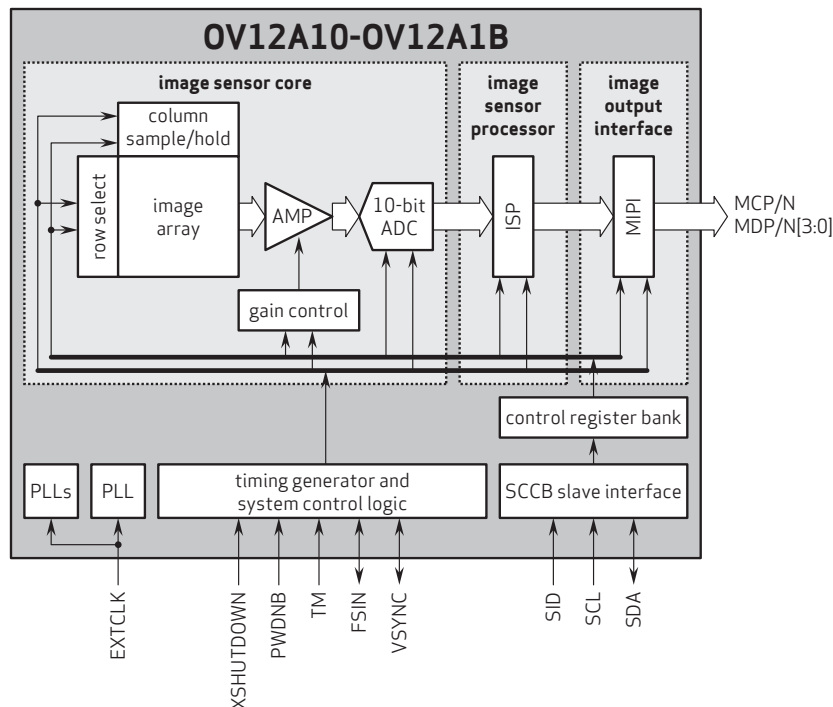 OV12A10-OV12A1B
image sensor core
image
sensor
processor
image
output
interface
column
sample/hold
row select
image
array
AMP
10-bit
ADC
ISP
MIPI
MCP/N
MDP/N[3:0]
gain control
control register bank
PLLs
PLL
timing generator and
system control logic
SCCB slave interface
EXTCLK
XSHUTDOWN
PWDNB
TM
FSIN
VSYNC
SID
SCL
SDA